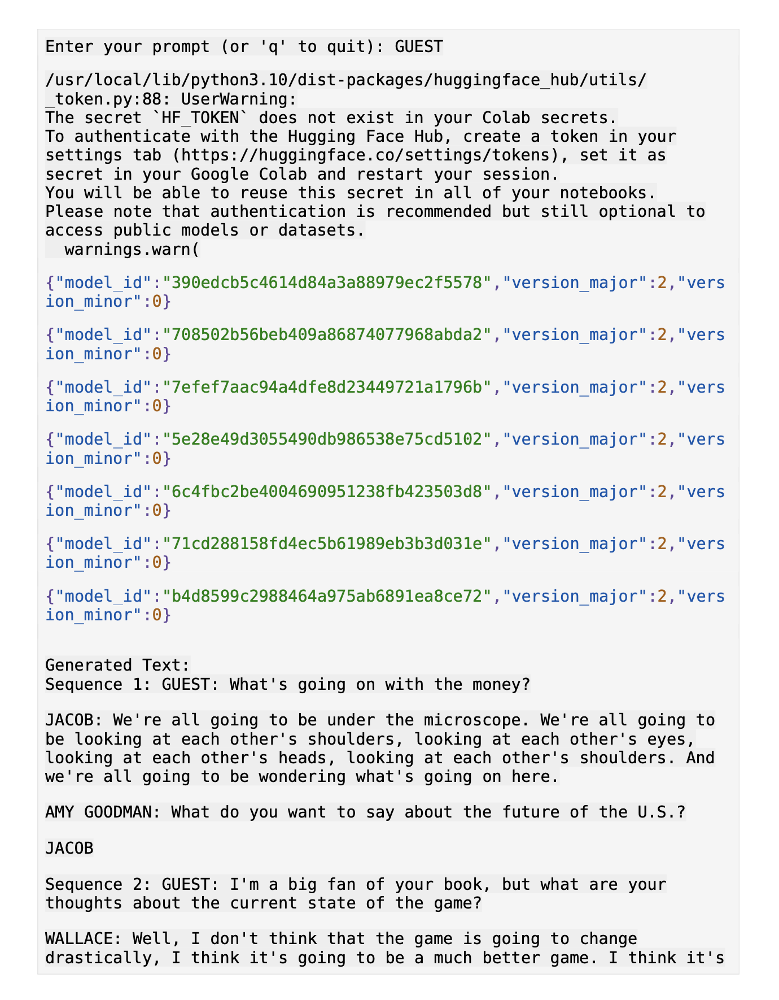 Enter your prompt (or 'q' to quit): GUEST
/usr/local/lib/python3.10/dist-packages/huggingface_hub/utils/
_token.py:88: UserWarning:
The secret `HF_TOKEN` does not exist in your Colab secrets.
To authenticate with the Hugging Face Hub, create a token in your
settings tab (https://huggingface.co/settings/tokens), set it as
secret in your Google Colab and restart your session.
You will be able to reuse this secret in all of your notebooks.
Please note that authentication is recommended but still optional to
access public models or datasets.
  warnings.warn(
{"model_id":"390edcb5c4614d84a3a88979ec2f5578","version_major":2,"vers
ion_minor":0}
{"model_id":"708502b56beb409a86874077968abda2","version_major":2,"vers
ion_minor":0}
{"model_id":"7efef7aac94a4dfe8d23449721a1796b","version_major":2,"vers
ion_minor":0}
{"model_id":"5e28e49d3055490db986538e75cd5102","version_major":2,"vers
ion_minor":0}
{"model_id":"6c4fbc2be4004690951238fb423503d8","version_major":2,"vers
ion_minor":0}
{"model_id":"71cd288158fd4ec5b61989eb3b3d031e","version_major":2,"vers
ion_minor":0}
{"model_id":"b4d8599c2988464a975ab6891ea8ce72","version_major":2,"vers
ion_minor":0}
Generated Text:
Sequence 1: GUEST: What's going on with the money?
JACOB: We're all going to be under the microscope. We're all going to
be looking at each other's shoulders, looking at each other's eyes,
looking at each other's heads, looking at each other's shoulders. And
we're all going to be wondering what's going on here.
AMY GOODMAN: What do you want to say about the future of the U.S.?
JACOB
Sequence 2: GUEST: I'm a big fan of your book, but what are your
thoughts about the current state of the game?
WALLACE: Well, I don't think that the game is going to change
drastically, I think it's going to be a much better game. I think it's